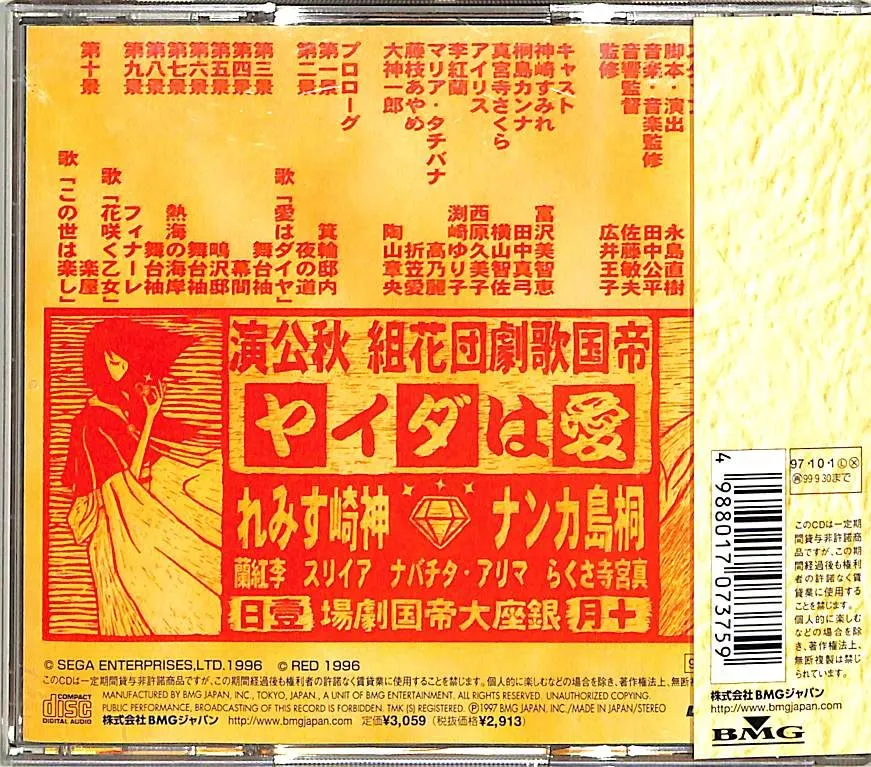 脚本・演出 永島直樹
音楽・音楽監修 田中公平
音響監督 佐藤敏夫
監修 広井王子
キャスト
神崎すみれ 富沢美智恵
桐島カンナ 田中真弓
真宮寺さくら 横山智佐
アイリス 西原久美子
李紅蘭 渕崎ゆり子
マリア・タチバナ 高乃麗
藤枝あやめ 折笠愛
大神一郎 陶山章央
プロローグ
第一景 箕輪邸内
第二景 夜の道
歌「愛はダイヤ」
第三景 舞台袖
第四景 幕間
第五景 鳴沢邸
第六景 舞台袖
第七景 熱海の海岸
第八景 舞台袖
第九景 フィナーレ
歌「花咲く乙女」
第十景 楽屋
歌「この世は楽し」
帝国歌劇団花組 秋公演
愛はダイヤ
桐島カンナ 神崎すみれ
真宮寺さくら マリア・タチバナ アイリス 李紅蘭
十月 銀座大帝国劇場 壹日
© SEGA ENTERPRISES,LTD.1996 © RED 1996
このCDは一定期間貸与非許諾商品です。一定期間経過後も権利者の許諾なく賃貸業に使用することを禁じます。個人的に楽しむなどの場合を除き、著作権法上、無断複
COMPACT disc DIGITAL AUDIO
MANUFACTURED BY BMG JAPAN, INC., TOKYO, JAPAN., A UNIT OF BMG ENTERTAINMENT. ALL RIGHTS RESERVED. UNAUTHORIZED COPYING,
PUBLIC PERFORMANCE, BROADCASTING OF THIS RECORD IS FORBIDDEN. TMK (S) REGISTERED. Ⓟ1997 BMG JAPAN, INC./MADE IN JAPAN/STEREO
株式会社BMGジャパン http://www.bmgjapan.com 定価¥3,059 (税抜価格¥2,913)
4988017073759
97・10・1 Ⓛ Ⓧ
㊢99.9.30まで
このCDは一定期
間貸与非許諾商
品ですが、この期
間経過後も権利
者の許諾なく賃
貸業に使用する
ことを禁じます。
個人的に楽しむ
などの場合を除
き、著作権法上、
無断複製は禁じ
られています。
株式会社BMGジャパン
http://www.bmgjapan.com
BMG